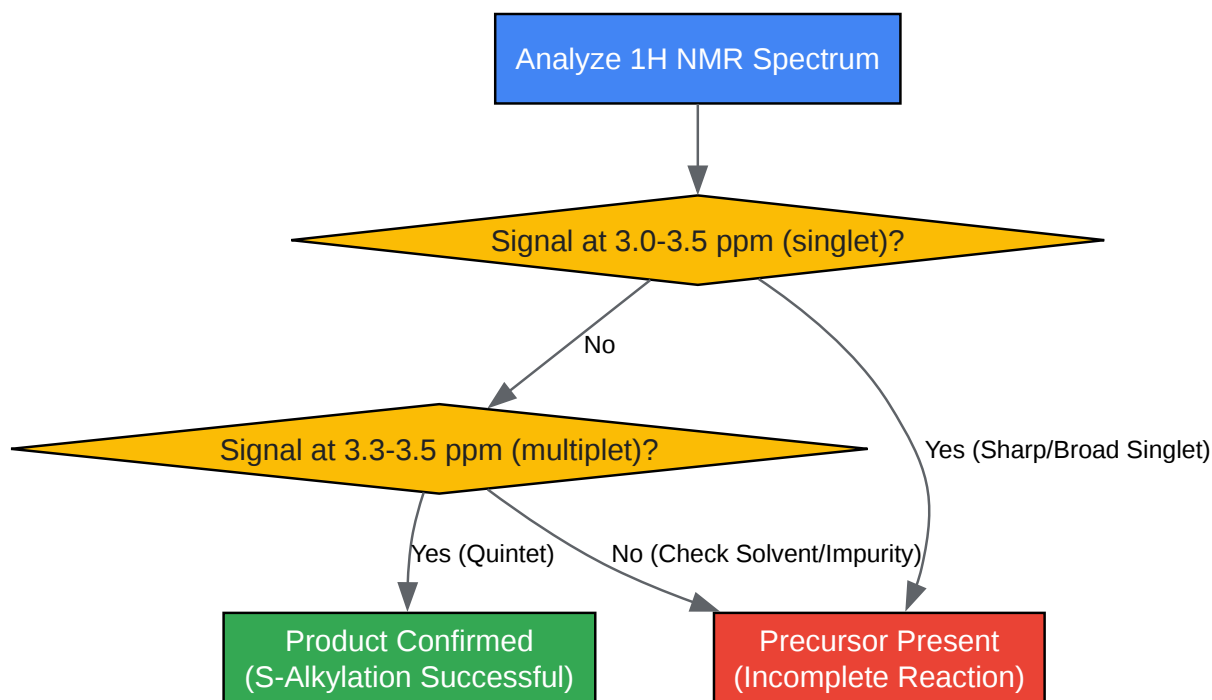 Analyze 1H NMR Spectrum
Signal at 3.0-3.5 ppm (singlet)?
No
Signal at 3.3-3.5 ppm (multiplet)?
Yes (Sharp/Broad Singlet)
Yes (Quintet)
No (Check Solvent/Impurity)
Product Confirmed
(S-Alkylation Successful)
Precursor Present
(Incomplete Reaction)